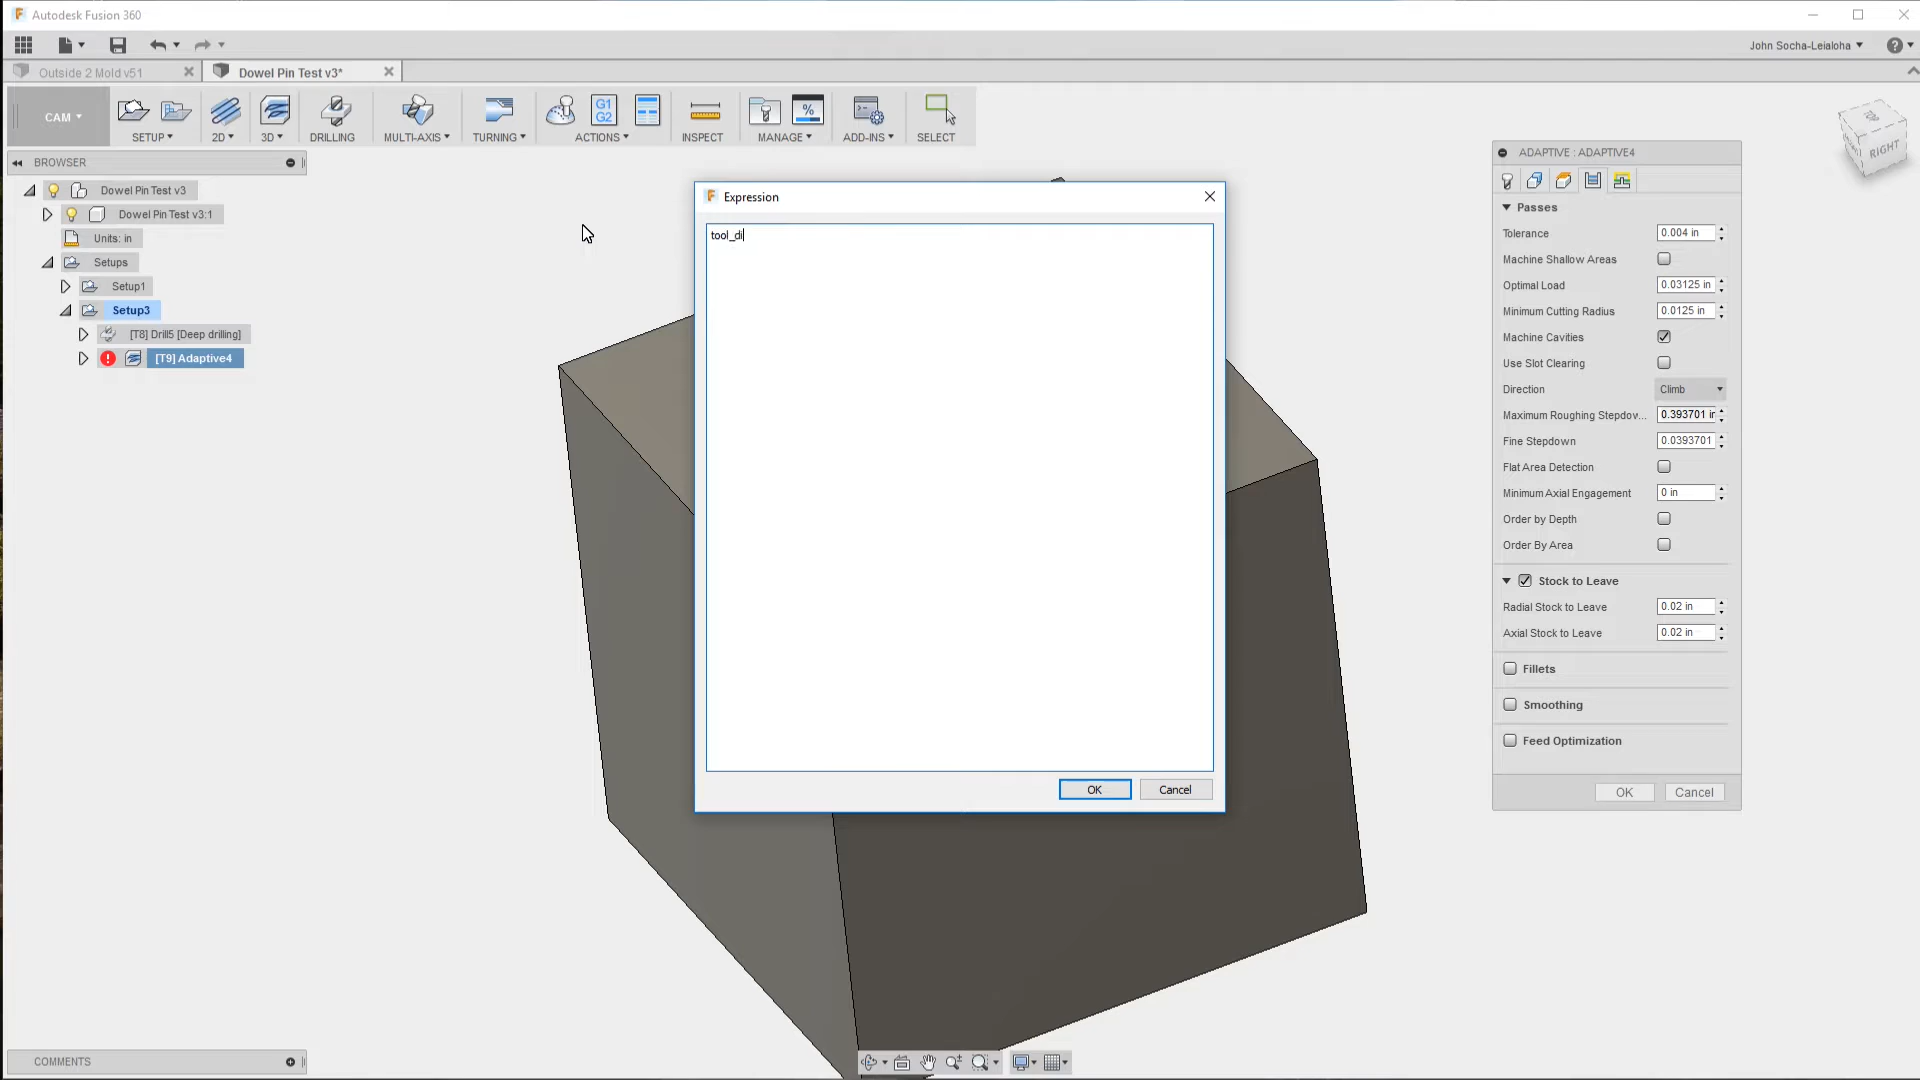 Autodesk Fusion 360
John Socha-Leialoha
Outside 2 Mold v51
Dowel Pin Test v3*
CAM
SETUP
2D
3D
DRILLING
MULTI-AXIS
TURNING
G1
G2
ACTIONS
INSPECT
%
MANAGE
ADD-INS
SELECT
BROWSER
Dowel Pin Test v3
Dowel Pin Test v3:1
Units: in
Setups
Setup1
Setup3
[T8] Drill5 [Deep drilling]
[T9] Adaptive4
Expression
tool_di
OK
Cancel
RIGHT
ADAPTIVE : ADAPTIVE4
Passes
Tolerance
0.004 in
Machine Shallow Areas
Optimal Load
0.03125 in
Minimum Cutting Radius
0.0125 in
Machine Cavities
Use Slot Clearing
Direction
Climb
Maximum Roughing Stepdov...
0.393701 in
Fine Stepdown
0.0393701
Flat Area Detection
Minimum Axial Engagement
0 in
Order by Depth
Order By Area
Stock to Leave
Radial Stock to Leave
0.02 in
Axial Stock to Leave
0.02 in
Fillets
Smoothing
Feed Optimization
OK
Cancel
COMMENTS